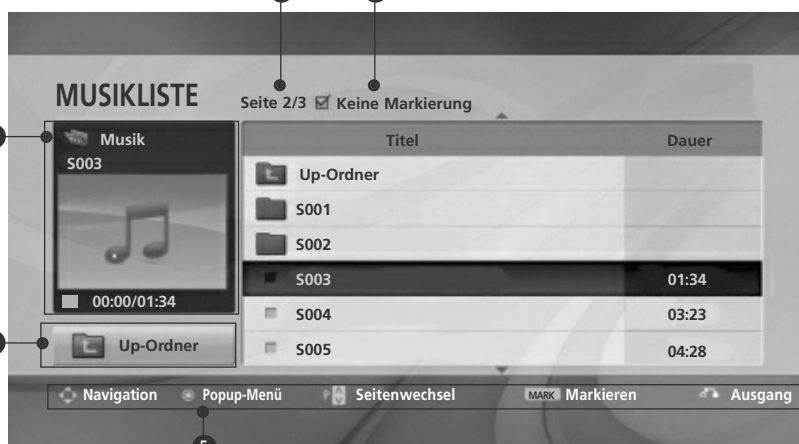 MUSIKLISTE
Seite 2/3 Keine Markierung
Musik
S003
00:00/01:34
Up-Ordner
Titel Dauer
Up-Ordner
S001
S002
S003 01:34
S004 03:23
S005 04:28
Navigation Popup-Menü P Seitenwechsel MARK Markieren Ausgang
5